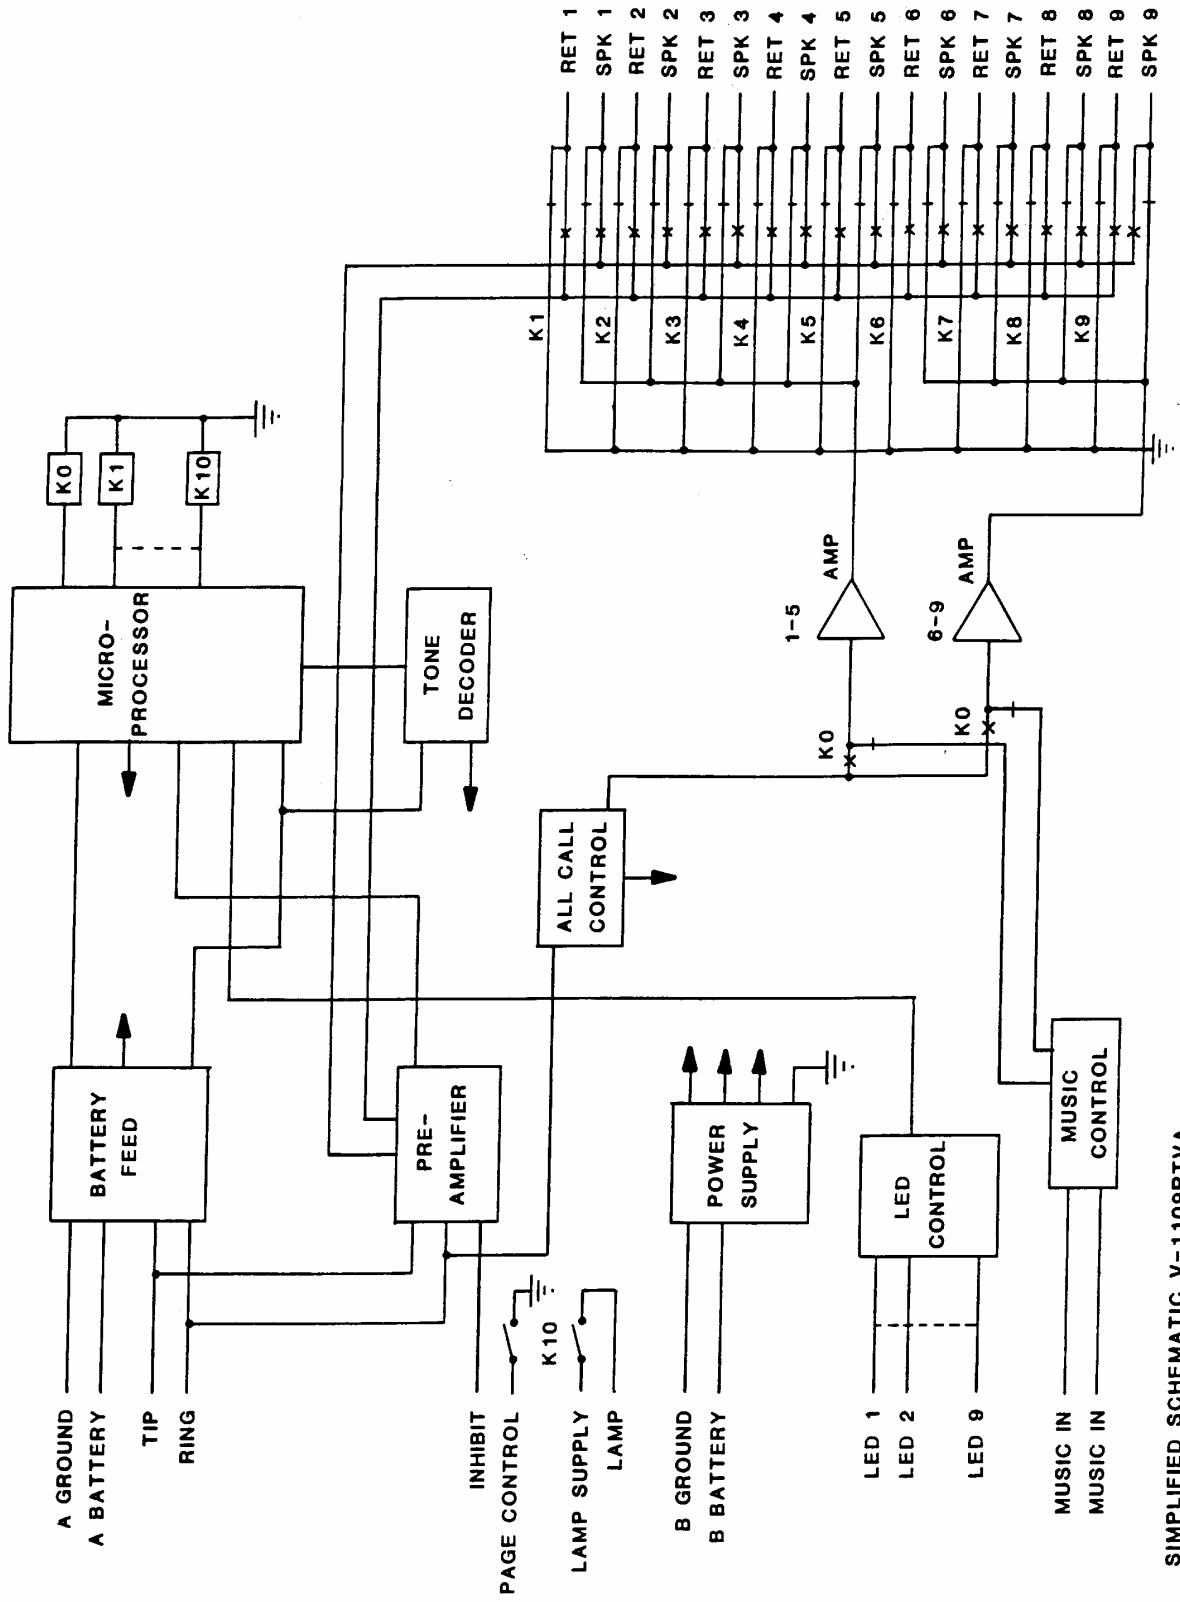 A GROUND
A BATTERY
TIP
RING
INHIBIT
PAGE CONTROL
LAMP SUPPLY
LAMP
B GROUND
B BATTERY
LED 1
LED 2
LED 9
MUSIC IN
MUSIC IN
K10
BATTERY
FEED
PRE-
AMPLIFIER
POWER
SUPPLY
LED
CONTROL
MUSIC
CONTROL
ALL CALL
CONTROL
MICRO-
PROCESSOR
TONE
DECODER
K0
K1
K10
K0
K0
1-5
AMP
6-9
AMP
K1
K2
K3
K4
K5
K6
K7
K8
K9
RET 1
SPK 1
RET 2
SPK 2
RET 3
SPK 3
RET 4
SPK 4
RET 5
SPK 5
RET 6
SPK 6
RET 7
SPK 7
RET 8
SPK 8
RET 9
SPK 9
SIMPLIFIED SCHEMATIC V-1109RTVA